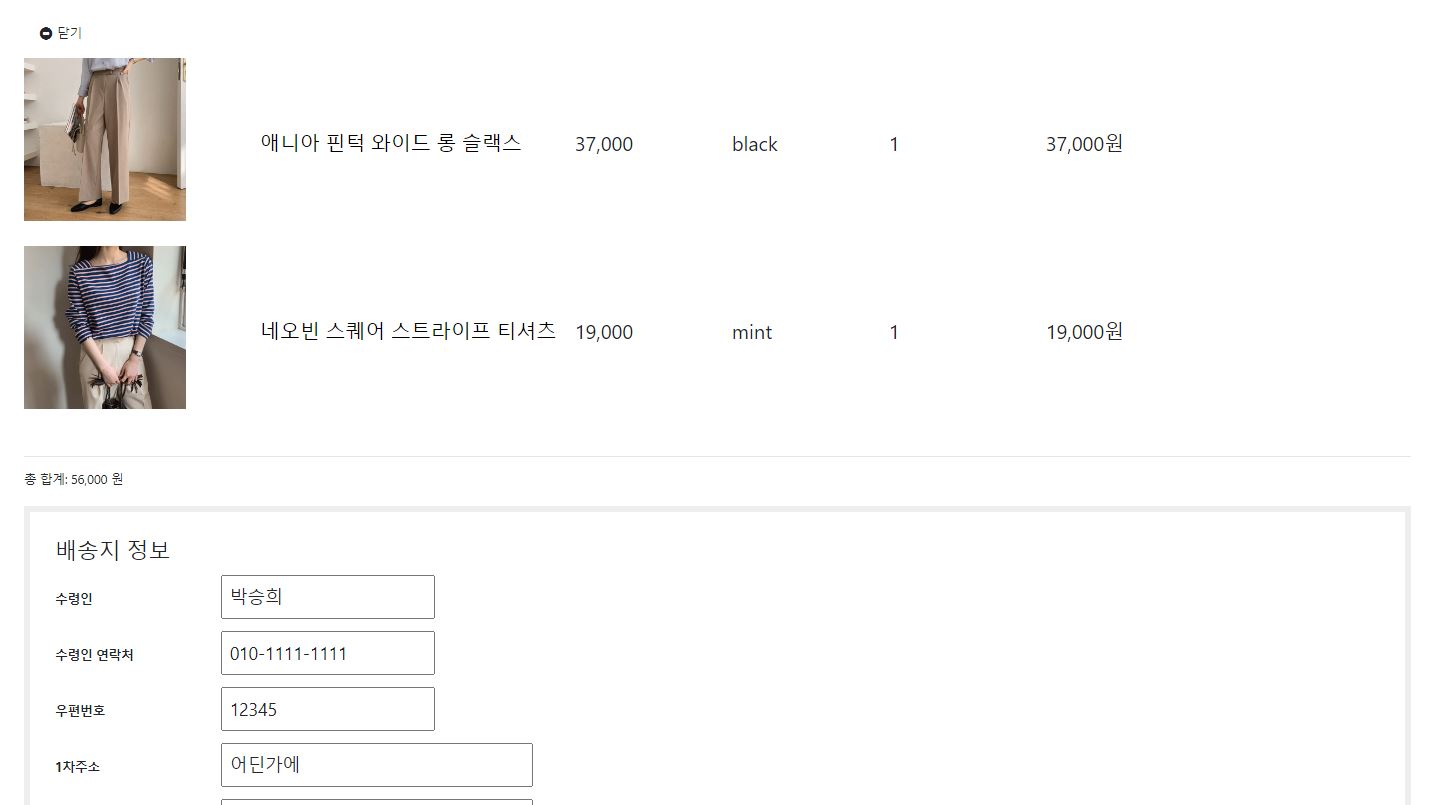 닫기
애니아 핀턱 와이드 롱 슬랙스 37,000 black 1 37,000원
네오빈 스퀘어 스트라이프 티셔츠 19,000 mint 1 19,000원
총 합계: 56,000 원
배송지 정보
수령인 박승희
수령인 연락처 010-1111-1111
우편번호 12345
1차주소 어딘가에